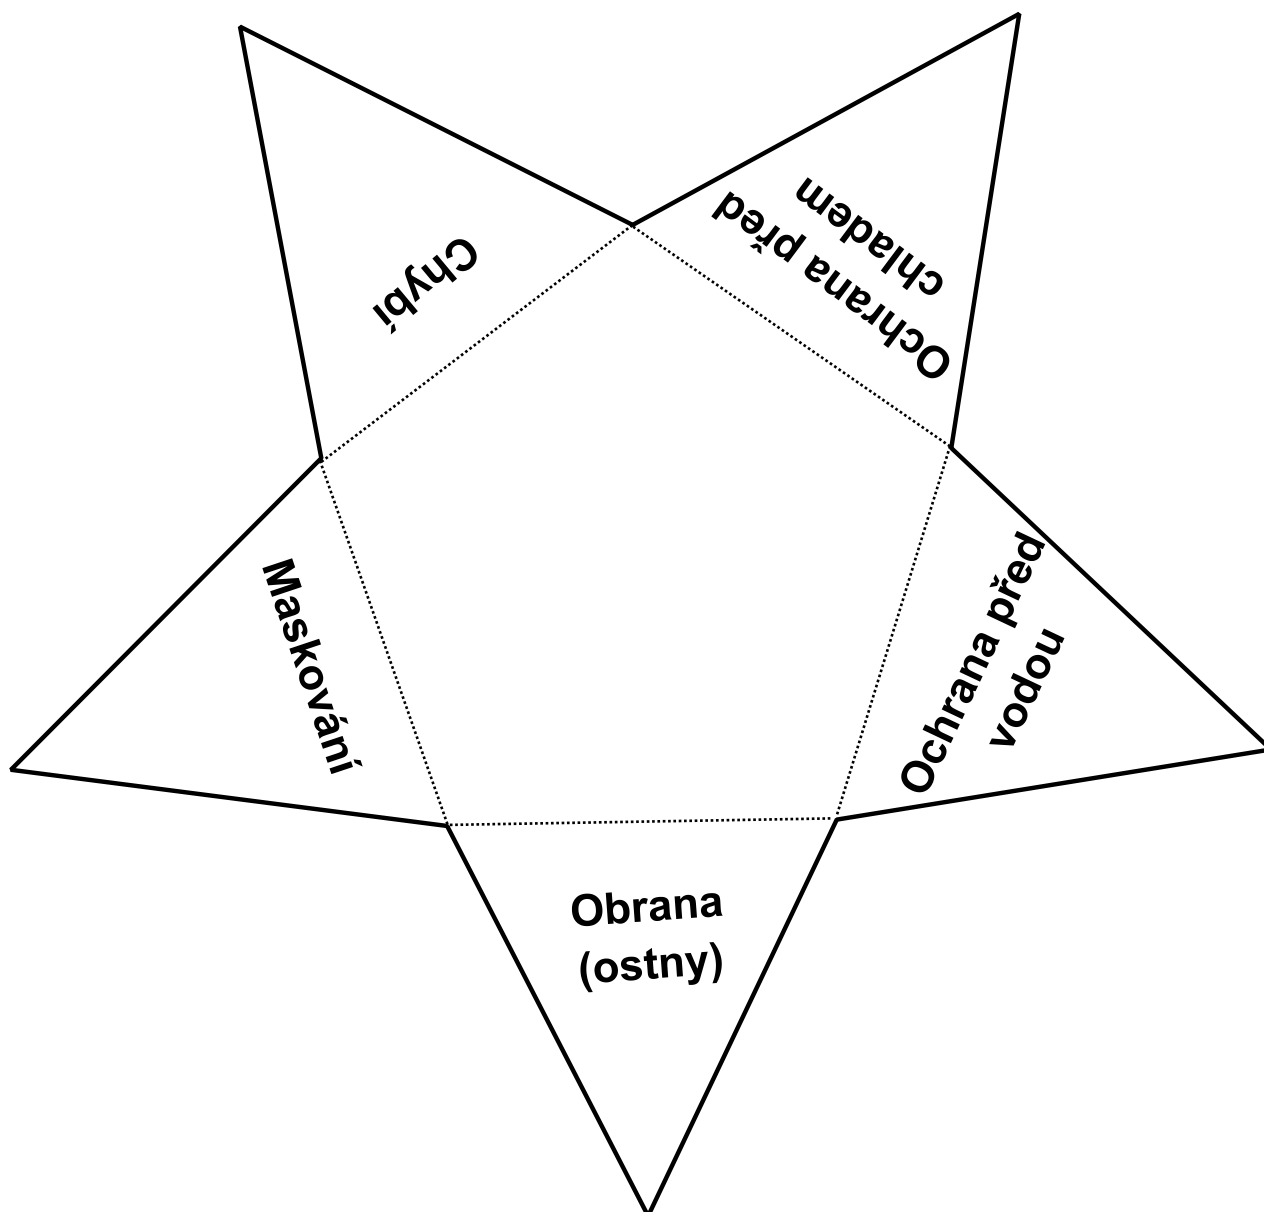 Chybí
Ochrana před
chladem
Maskování
Ochrana před
vodou
Obrana
(ostny)